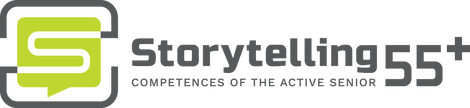 Storytelling 55+
COMPETENCES OF THE ACTIVE SENIOR